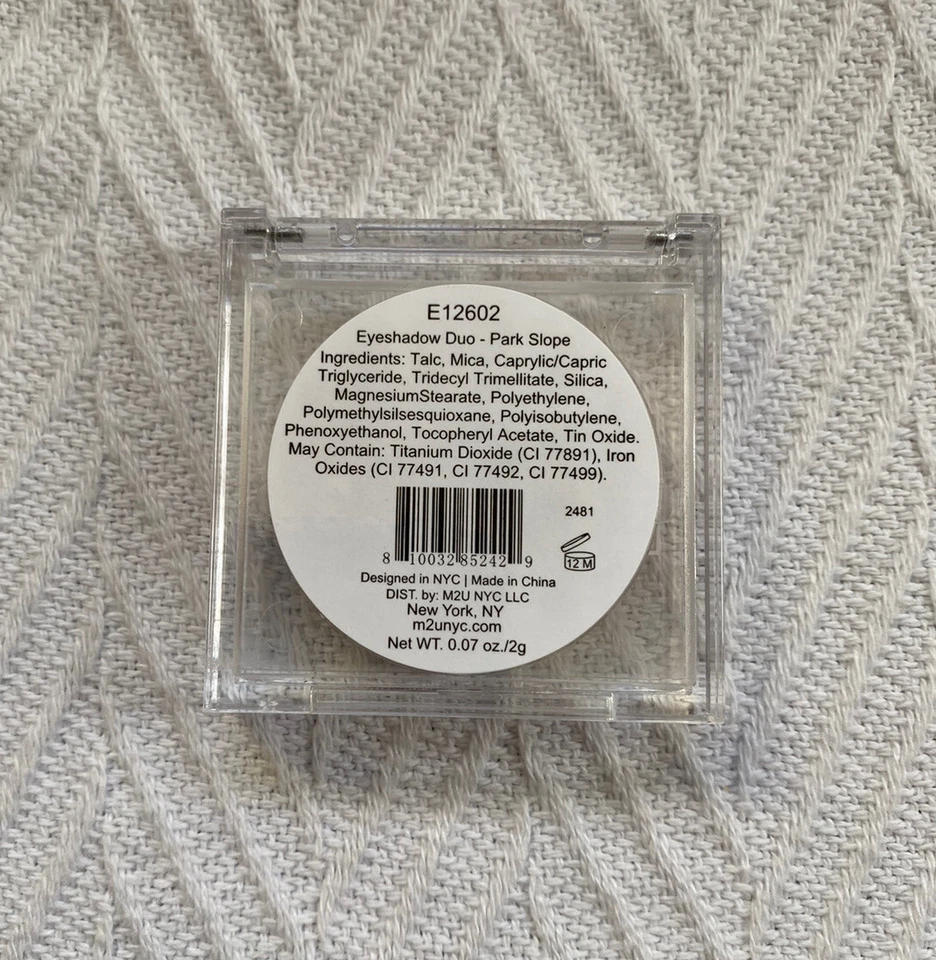 E12602
Eyeshadow Duo - Park Slope
Ingredients: Talc, Mica, Caprylic/Capric
Triglyceride, Tridecyl Trimellitate, Silica,
MagnesiumStearate, Polyethylene,
Polymethylsilsesquioxane, Polyisobutylene,
Phenoxyethanol, Tocopheryl Acetate, Tin Oxide.
May Contain: Titanium Dioxide (CI 77891), Iron
Oxides (CI 77491, CI 77492, CI 77499).
2481
12 M
8 10032 85242 9
Designed in NYC | Made in China
DIST. by: M2U NYC LLC
New York, NY
m2unyc.com
Net WT. 0.07 oz./2g